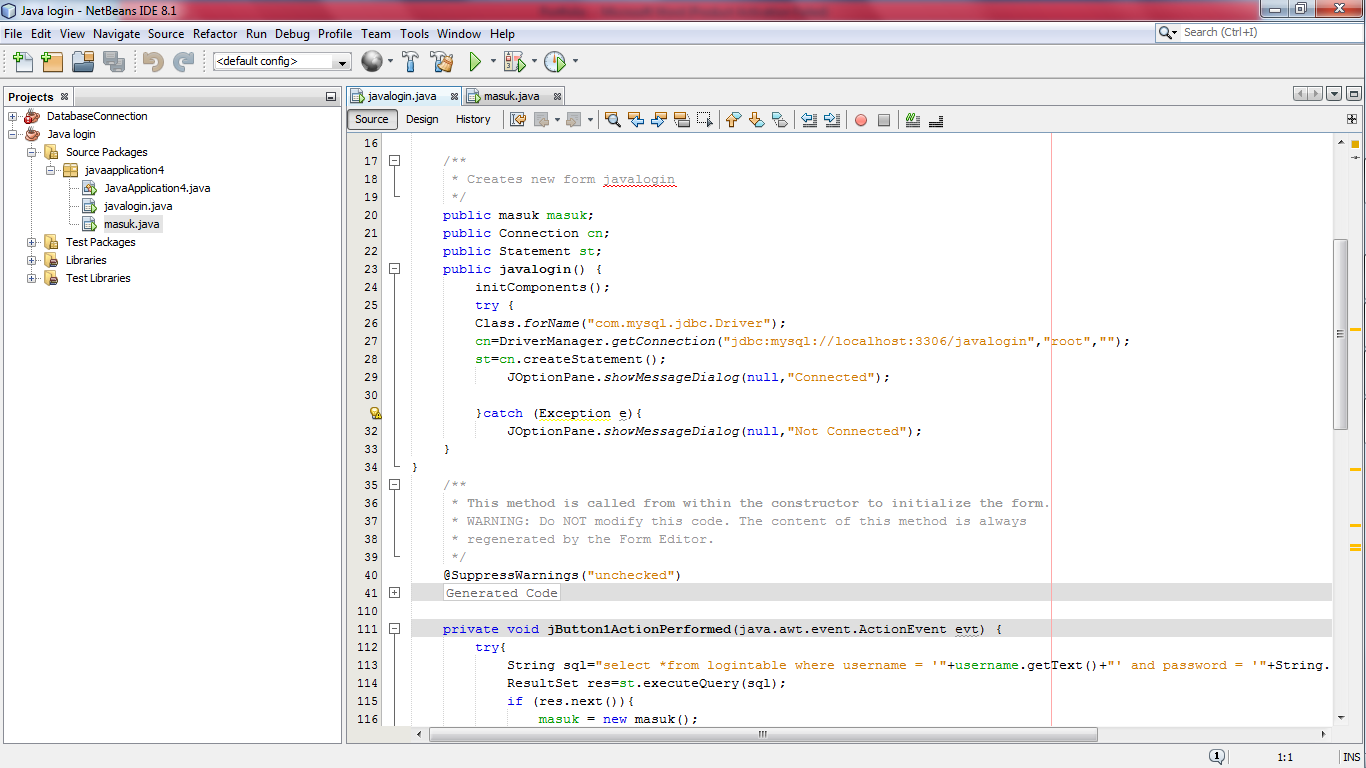 Java login - NetBeans IDE 8.1
File Edit View Navigate Source Refactor Run Debug Profile Team Tools Window Help
Search (Ctrl+I)
<default config>
Projects
DatabaseConnection
Java login
Source Packages
javaapplication4
JavaApplication4.java
javalogin.java
masuk.java
Test Packages
Libraries
Test Libraries
javalogin.java masuk.java
Source Design History
16
17 /**
18 * Creates new form javalogin
19 */
20 public masuk masuk;
21 public Connection cn;
22 public Statement st;
23 public javalogin() {
24 initComponents();
25 try {
26 Class.forName("com.mysql.jdbc.Driver");
27 cn=DriverManager.getConnection("jdbc:mysql://localhost:3306/javalogin","root","");
28 st=cn.createStatement();
29 JOptionPane.showMessageDialog(null,"Connected");
30
}catch (Exception e){
32 JOptionPane.showMessageDialog(null,"Not Connected");
33 }
34 }
35 /**
36 * This method is called from within the constructor to initialize the form.
37 * WARNING: Do NOT modify this code. The content of this method is always
38 * regenerated by the Form Editor.
39 */
40 @SuppressWarnings("unchecked")
41 Generated Code
110
111 private void jButton1ActionPerformed(java.awt.event.ActionEvent evt) {
112 try{
113 String sql="select *from logintable where username = '"+username.getText()+"' and password = '"+String.
114 ResultSet res=st.executeQuery(sql);
115 if (res.next()){
116 masuk = new masuk();
1 1:1 INS